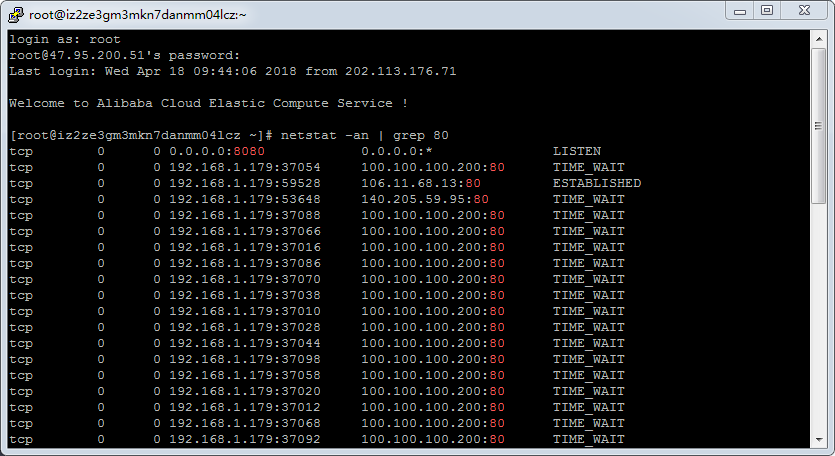 root@iz2ze3gm3mkn7danmm04lcz:~
login as: root
root@47.95.200.51's password:
Last login: Wed Apr 18 09:44:06 2018 from 202.113.176.71
Welcome to Alibaba Cloud Elastic Compute Service !
[root@iz2ze3gm3mkn7danmm04lcz ~]# netstat -an | grep 80
tcp 0 0 0.0.0.0:8080 0.0.0.0:* LISTEN
tcp 0 0 192.168.1.179:37054 100.100.100.200:80 TIME_WAIT
tcp 0 0 192.168.1.179:59528 106.11.68.13:80 ESTABLISHED
tcp 0 0 192.168.1.179:53648 140.205.59.95:80 TIME_WAIT
tcp 0 0 192.168.1.179:37088 100.100.100.200:80 TIME_WAIT
tcp 0 0 192.168.1.179:37066 100.100.100.200:80 TIME_WAIT
tcp 0 0 192.168.1.179:37016 100.100.100.200:80 TIME_WAIT
tcp 0 0 192.168.1.179:37086 100.100.100.200:80 TIME_WAIT
tcp 0 0 192.168.1.179:37070 100.100.100.200:80 TIME_WAIT
tcp 0 0 192.168.1.179:37038 100.100.100.200:80 TIME_WAIT
tcp 0 0 192.168.1.179:37010 100.100.100.200:80 TIME_WAIT
tcp 0 0 192.168.1.179:37028 100.100.100.200:80 TIME_WAIT
tcp 0 0 192.168.1.179:37044 100.100.100.200:80 TIME_WAIT
tcp 0 0 192.168.1.179:37098 100.100.100.200:80 TIME_WAIT
tcp 0 0 192.168.1.179:37058 100.100.100.200:80 TIME_WAIT
tcp 0 0 192.168.1.179:37020 100.100.100.200:80 TIME_WAIT
tcp 0 0 192.168.1.179:37012 100.100.100.200:80 TIME_WAIT
tcp 0 0 192.168.1.179:37068 100.100.100.200:80 TIME_WAIT
tcp 0 0 192.168.1.179:37092 100.100.100.200:80 TIME_WAIT